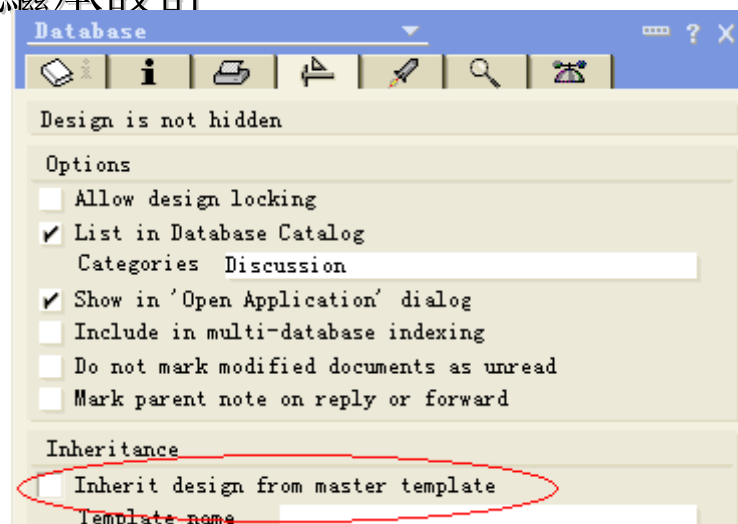 Database
? X
i i
Design is not hidden
Options
Allow design locking
List in Database Catalog
Categories Discussion
Show in 'Open Application' dialog
Include in multi-database indexing
Do not mark modified documents as unread
Mark parent note on reply or forward
Inheritance
Inherit design from master template
Template name